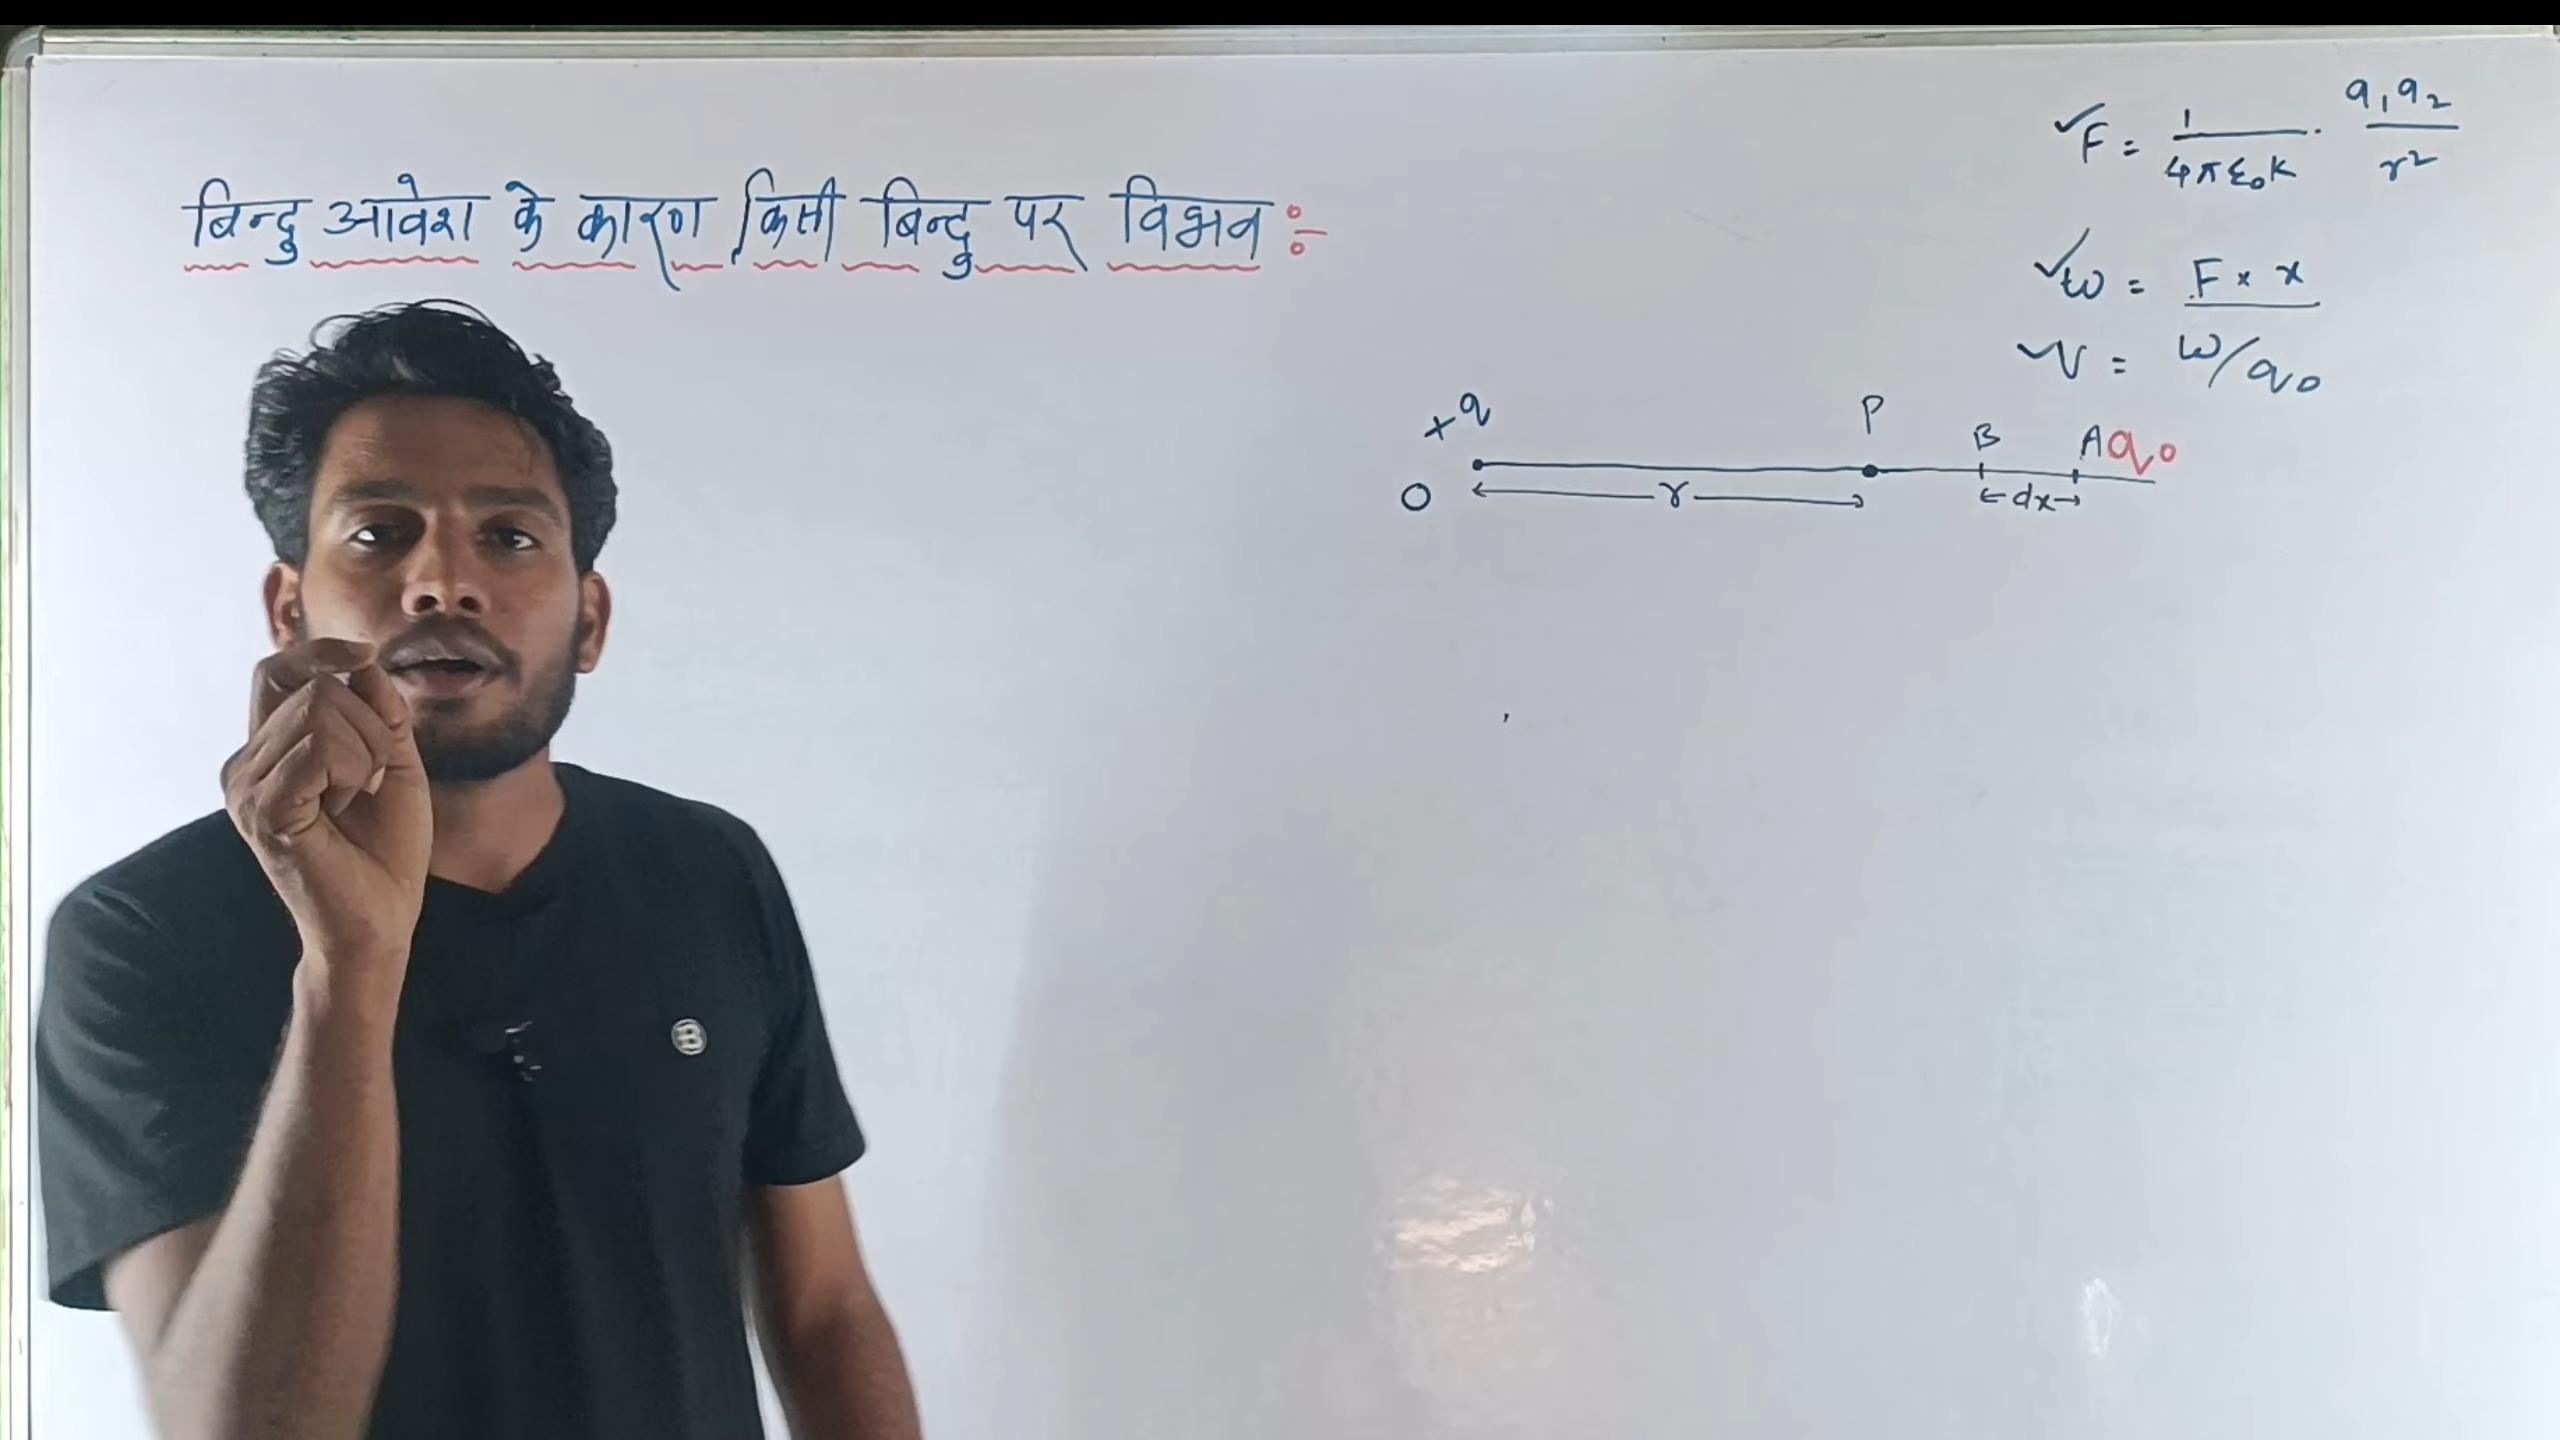 बिन्दु आवेश के कारण किसी बिन्दु पर विभव :-
F = 1/4πε₀k · q₁q₂/r²
W = F × x
V = W/q₀
+q P B A q₀
O r dx
B